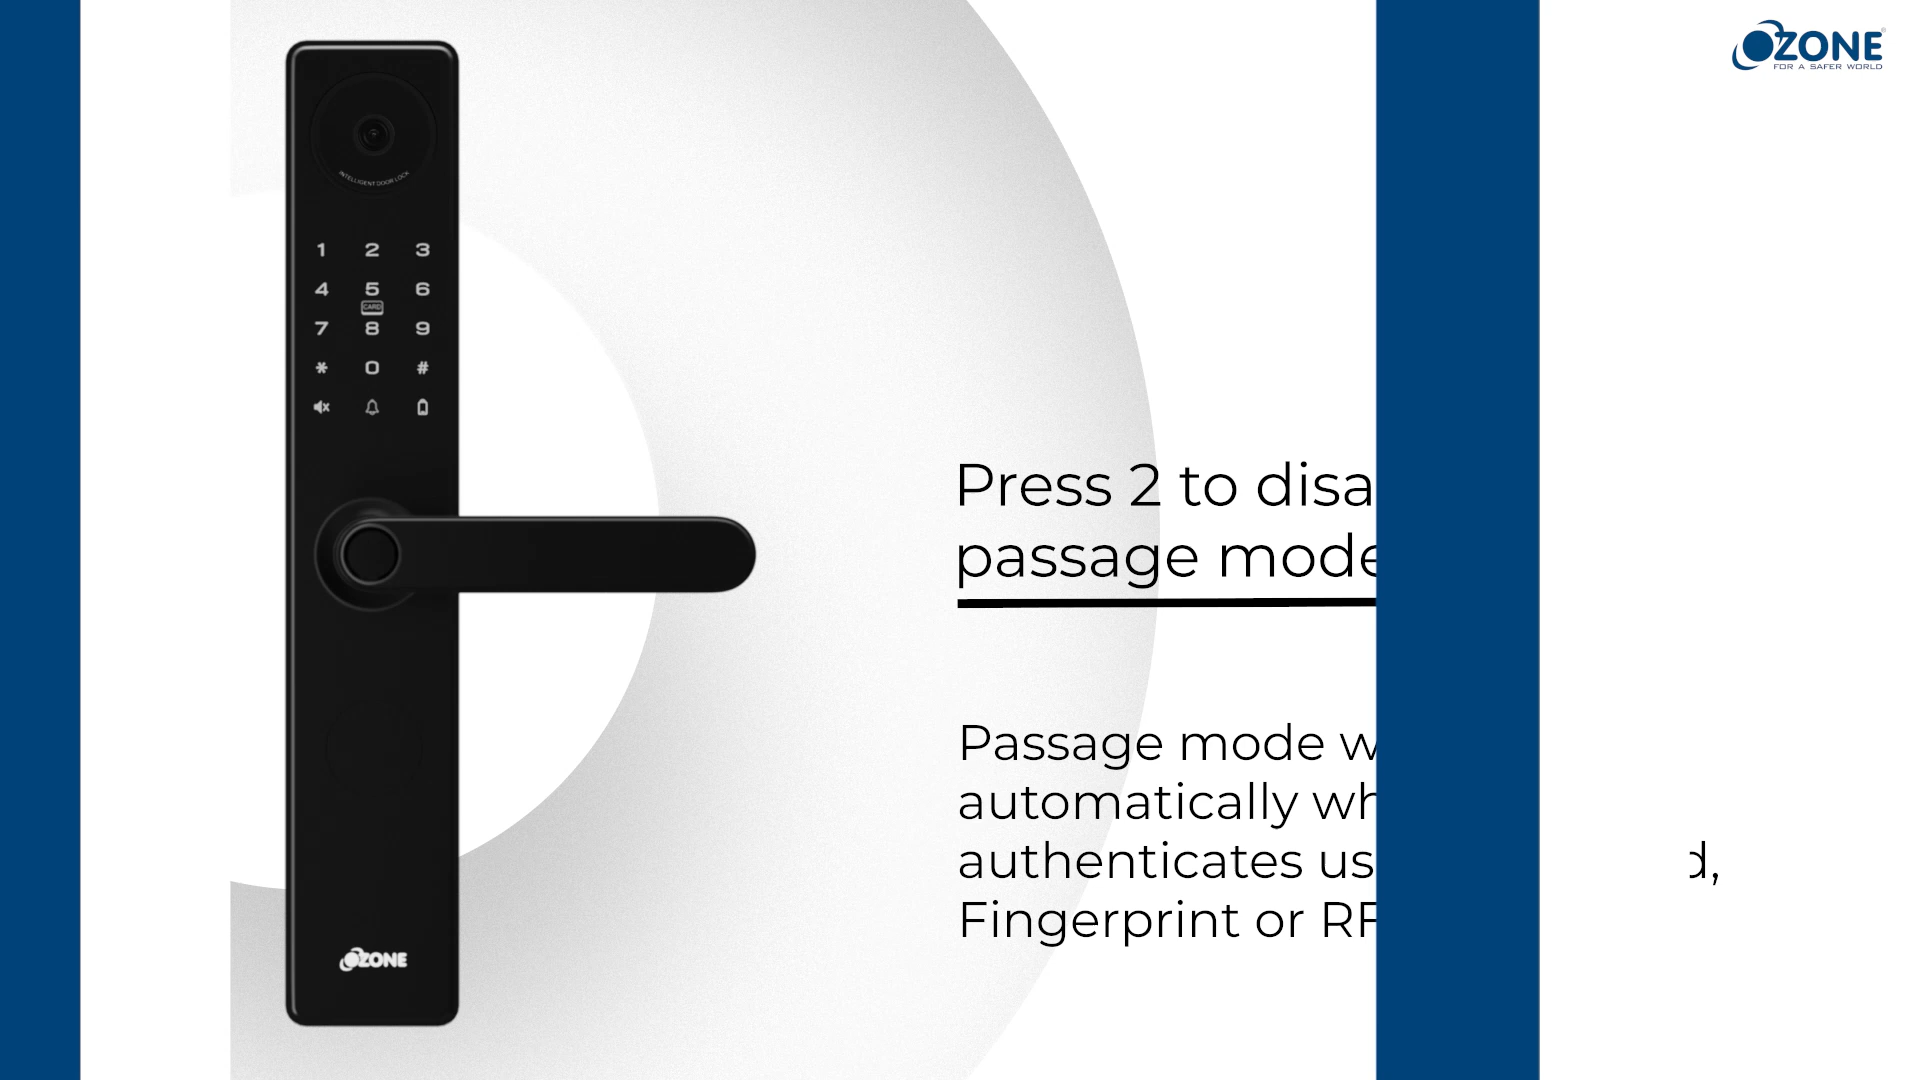 OZONE
FOR A SAFER WORLD
INTELLIGENT DOOR LOCK
1 2 3
4 5 6
CARD
7 8 9
* 0 #
Press 2 to disa
passage mode
Passage mode w
automatically wh
authenticates us
d,
Fingerprint or RF
OZONE